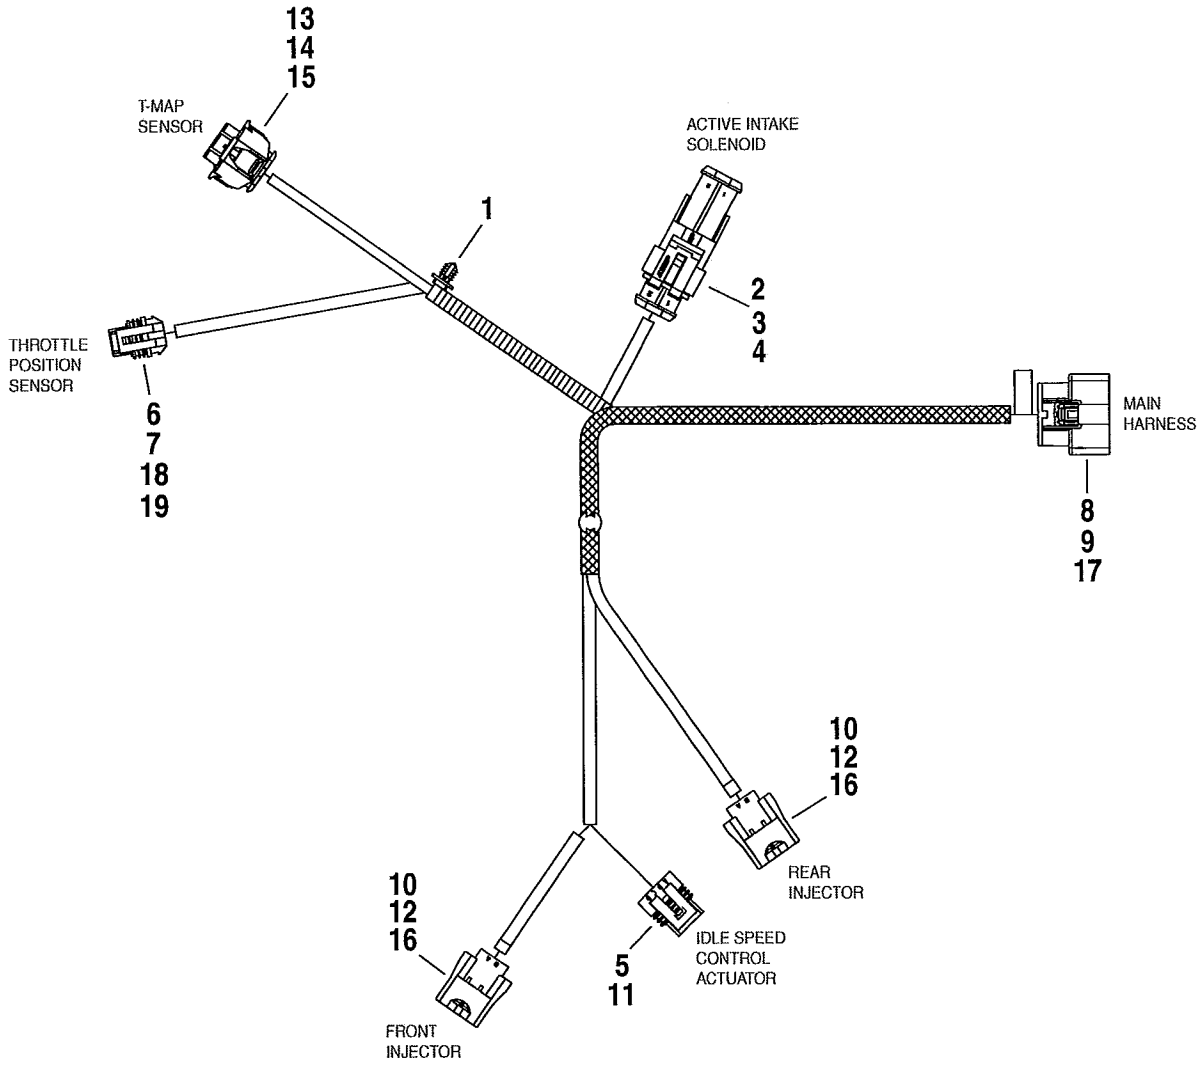 13
14
15
T-MAP
SENSOR
ACTIVE INTAKE
SOLENOID
1
2
3
4
THROTTLE
POSITION
SENSOR
6
7
18
19
MAIN
HARNESS
8
9
17
10
12
16
REAR
INJECTOR
10
12
16
FRONT
INJECTOR
5
11
IDLE SPEED
CONTROL
ACTUATOR